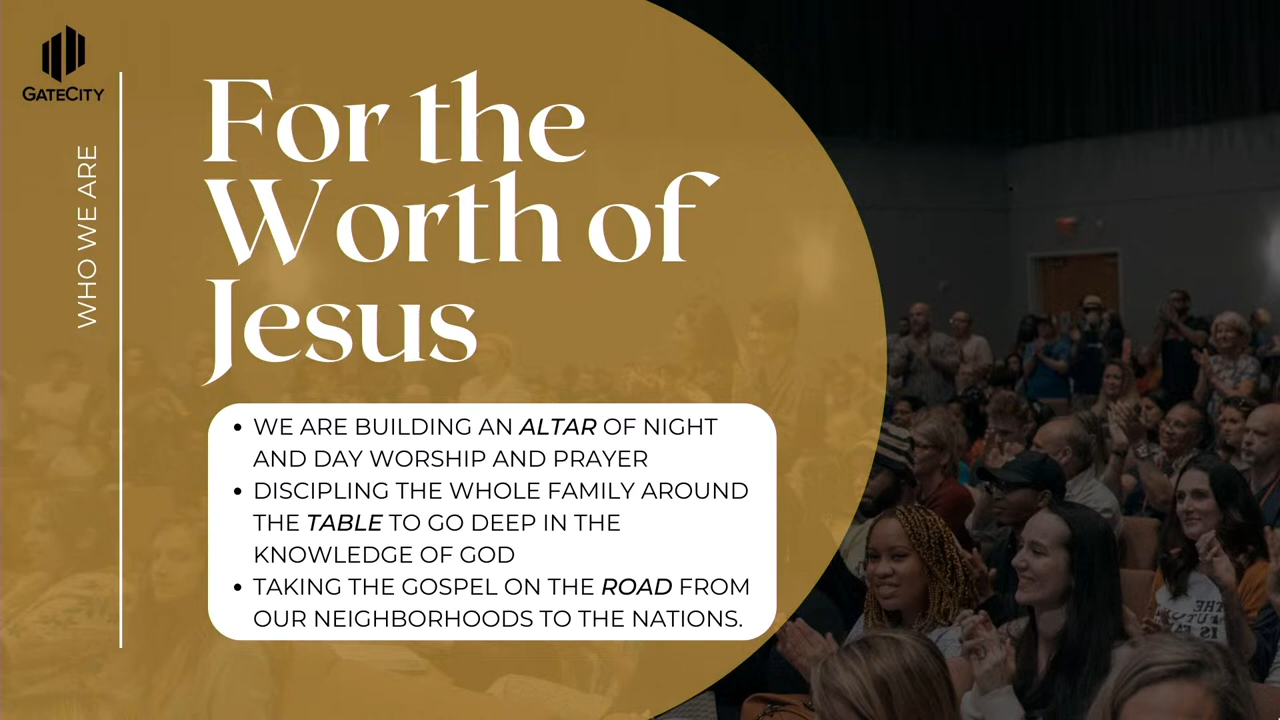 GATECITY
WHO WE ARE
For the
Worth of
Jesus
• WE ARE BUILDING AN ALTAR OF NIGHT
AND DAY WORSHIP AND PRAYER
• DISCIPLING THE WHOLE FAMILY AROUND
THE TABLE TO GO DEEP IN THE
KNOWLEDGE OF GOD
• TAKING THE GOSPEL ON THE ROAD FROM
OUR NEIGHBORHOODS TO THE NATIONS.
THE
IS